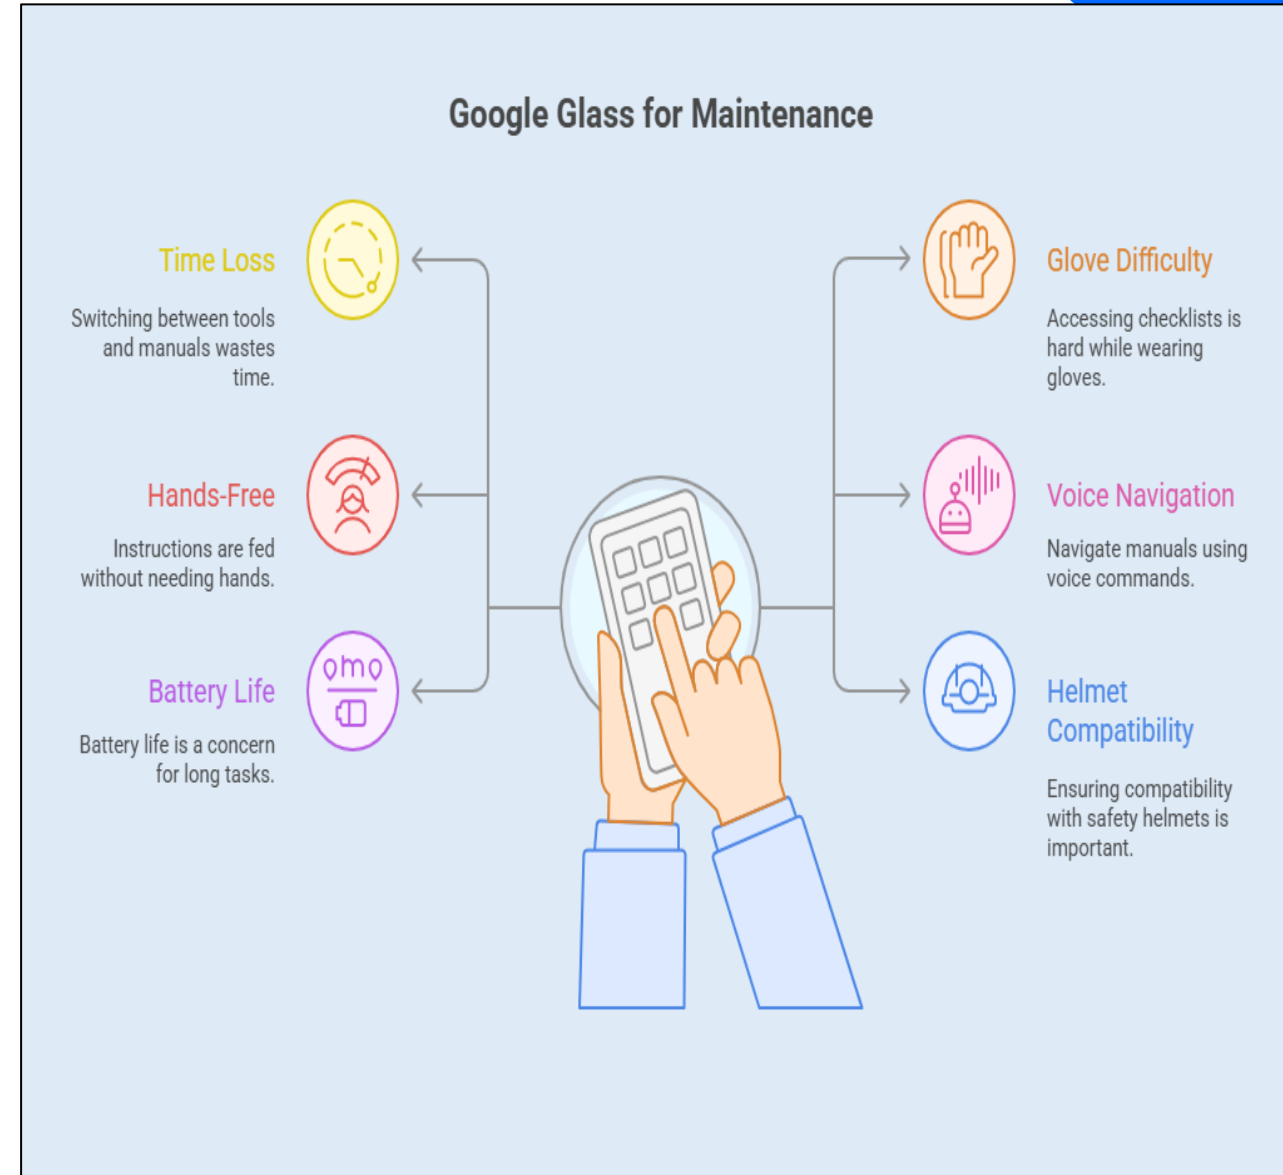 Google Glass for Maintenance
Time Loss
Switching between tools
and manuals wastes
time.
Hands-Free
Instructions are fed
without needing hands.
Battery Life
Battery life is a concern
for long tasks.
Glove Difficulty
Accessing checklists is
hard while wearing
gloves.
Voice Navigation
Navigate manuals using
voice commands.
Helmet
Compatibility
Ensuring compatibility
with safety helmets is
important.